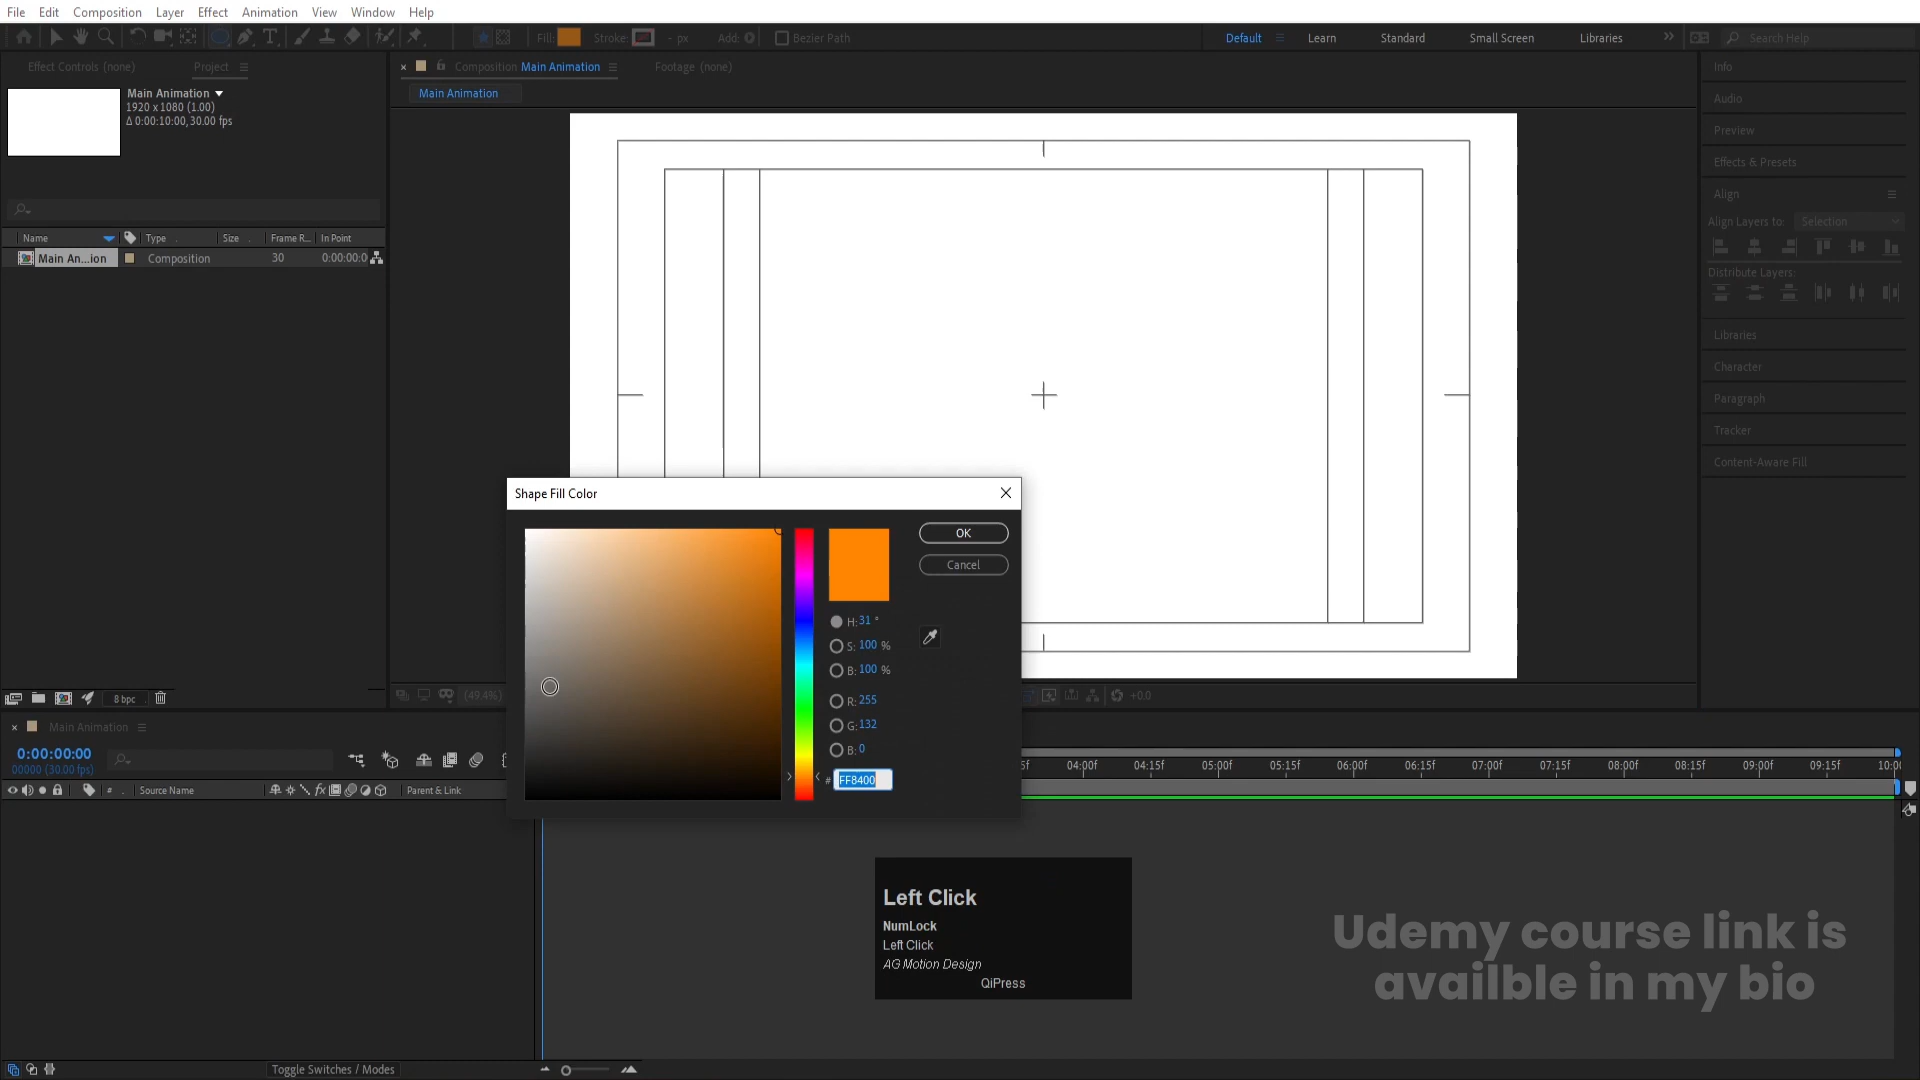 File Edit Composition Layer Effect Animation View Window Help
Fill: Stroke: - px Add: Bezier Path Default Learn Standard Small Screen Libraries Search Help
Effect Controls (none) Project Composition Main Animation Footage (none) Info
Main Animation
1920 x 1080 (1.00)
Δ 0:00:10:00, 30.00 fps
Main Animation
Audio
Preview
Effects & Presets
Align
Align Layers to: Selection
Distribute Layers:
Libraries
Character
Paragraph
Tracker
Content-Aware Fill
Name Type Size Frame R... In Point
Main An...ion Composition 30 0:00:00:0
Shape Fill Color
OK
Cancel
H: 31 °
S: 100 %
B: 100 %
R: 255
G: 132
B: 0
# FF8400
8 bpc (49.4%) +0.0
Main Animation
0:00:00:00
00000 (30.00 fps)
04:00f 04:15f 05:00f 05:15f 06:00f 06:15f 07:00f 07:15f 08:00f 08:15f 09:00f 09:15f 10:00
# Source Name fx Parent & Link
Left Click
NumLock
Left Click
AG Motion Design
QiPress
Udemy course link is
availble in my bio
Toggle Switches / Modes